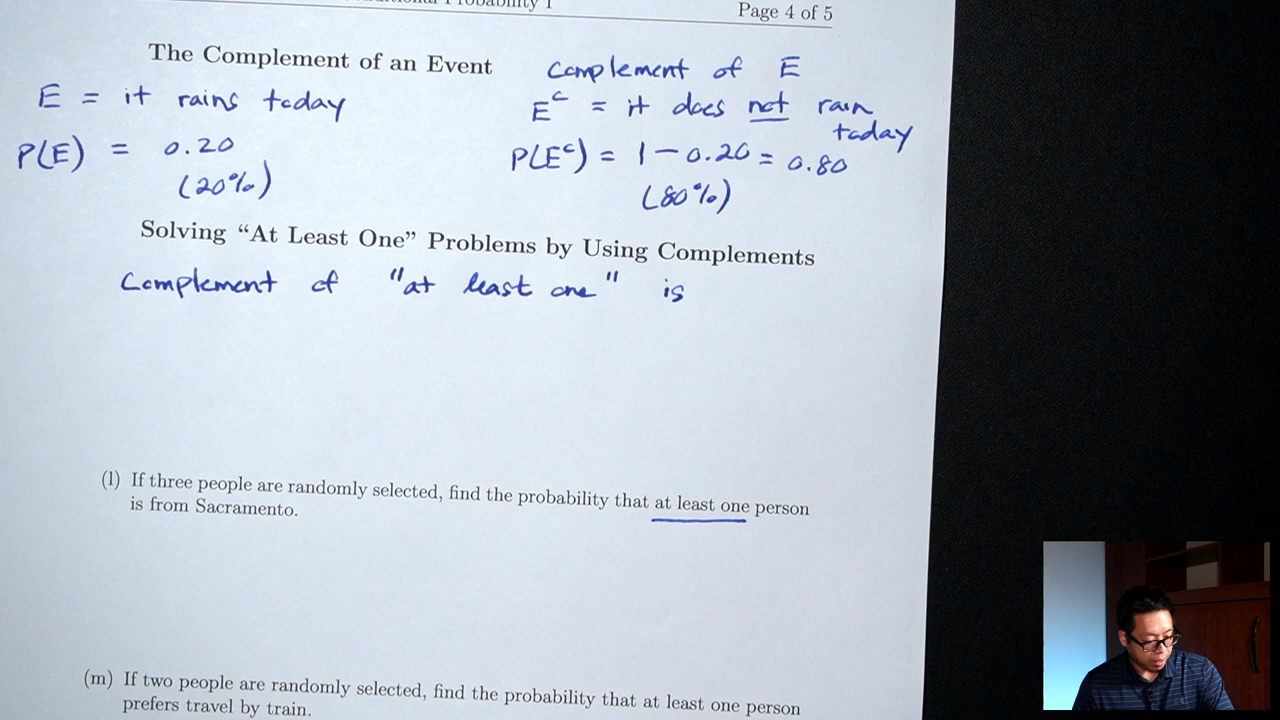 Probability I
Page 4 of 5
The Complement of an Event
Complement of E
E = it rains today
Eᶜ = it does not rain today
P(E) = 0.20
(20%)
P(Eᶜ) = 1 – 0.20 = 0.80
(80%)
Solving “At Least One” Problems by Using Complements
Complement of "at least one" is
(l) If three people are randomly selected, find the probability that at least one person
is from Sacramento.
(m) If two people are randomly selected, find the probability that at least one person
prefers travel by train.